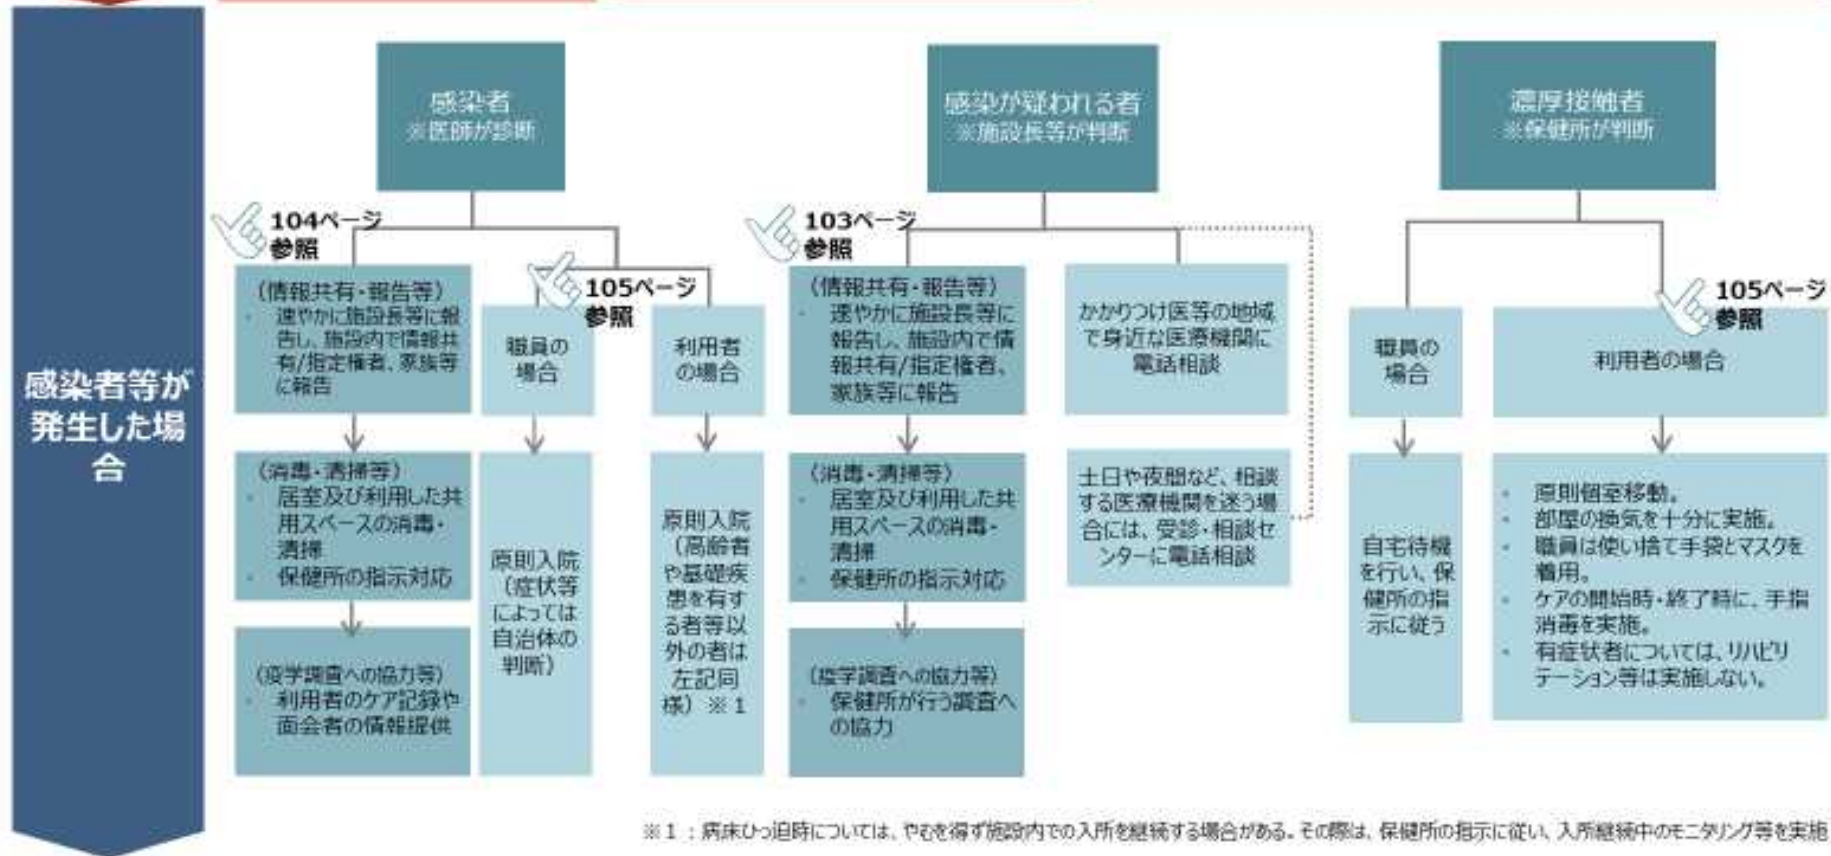 感染者等が
発生した場
合
感染者
※医師が診断
104ページ
参照
(情報共有・報告等)
・ 速やかに施設長等に報
告し、施設内で情報共
有/指定権者、家族等
に報告
(消毒・清掃等)
・ 居室及び利用した共
用スペースの消毒・
清掃
・ 保健所の指示対応
(疫学調査への協力等)
・ 利用者のケア記録や
面会者の情報提供
105ページ
参照
職員の
場合
原則入院
(症状等
によっては
自治体の
判断)
利用者
の場合
原則入院
(高齢者
や基礎疾
患を有す
る者等以
外の者は
左記同
様)※1
感染が疑われる者
※施設長等が判断
103ページ
参照
(情報共有・報告等)
・ 速やかに施設長等に
報告し、施設内で情
報共有/指定権者、
家族等に報告
(消毒・清掃等)
・ 居室及び利用した共
用スペースの消毒・
清掃
・ 保健所の指示対応
(疫学調査への協力等)
・ 保健所が行う調査へ
の協力
かかりつけ医等の地域
で身近な医療機関に
電話相談
土日や夜間など、相談
する医療機関を迷う場
合には、受診・相談セ
ンターに電話相談
濃厚接触者
※保健所が判断
職員の
場合
自宅待機
を行い、保
健所の指
示に従う
105ページ
参照
利用者の場合
・ 原則個室移動。
・ 部屋の換気を十分に実施。
・ 職員は使い捨て手袋とマスクを
着用。
・ ケアの開始時・終了時に、手指
消毒を実施。
・ 有症状者については、リハビリ
テーション等は実施しない。
※1:病床ひっ迫時については、やむを得ず施設内での入所を継続する場合がある。その際は、保健所の指示に従い、入所継続中のモニタリング等を実施